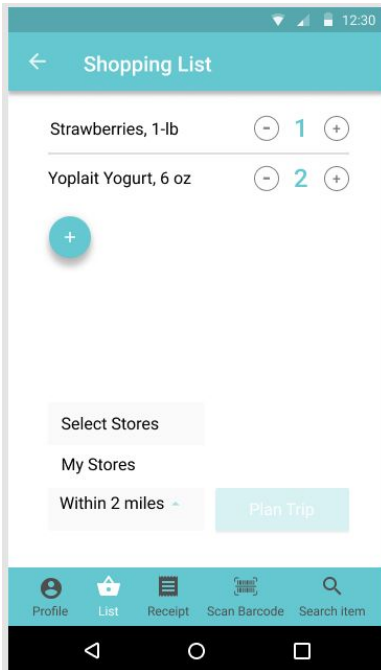 12:30
Shopping List
Strawberries, 1-lb - 1 +
Yoplait Yogurt, 6 oz - 2 +
+
Select Stores
My Stores
Within 2 miles
Plan Trip
Profile List Receipt Scan Barcode Search item